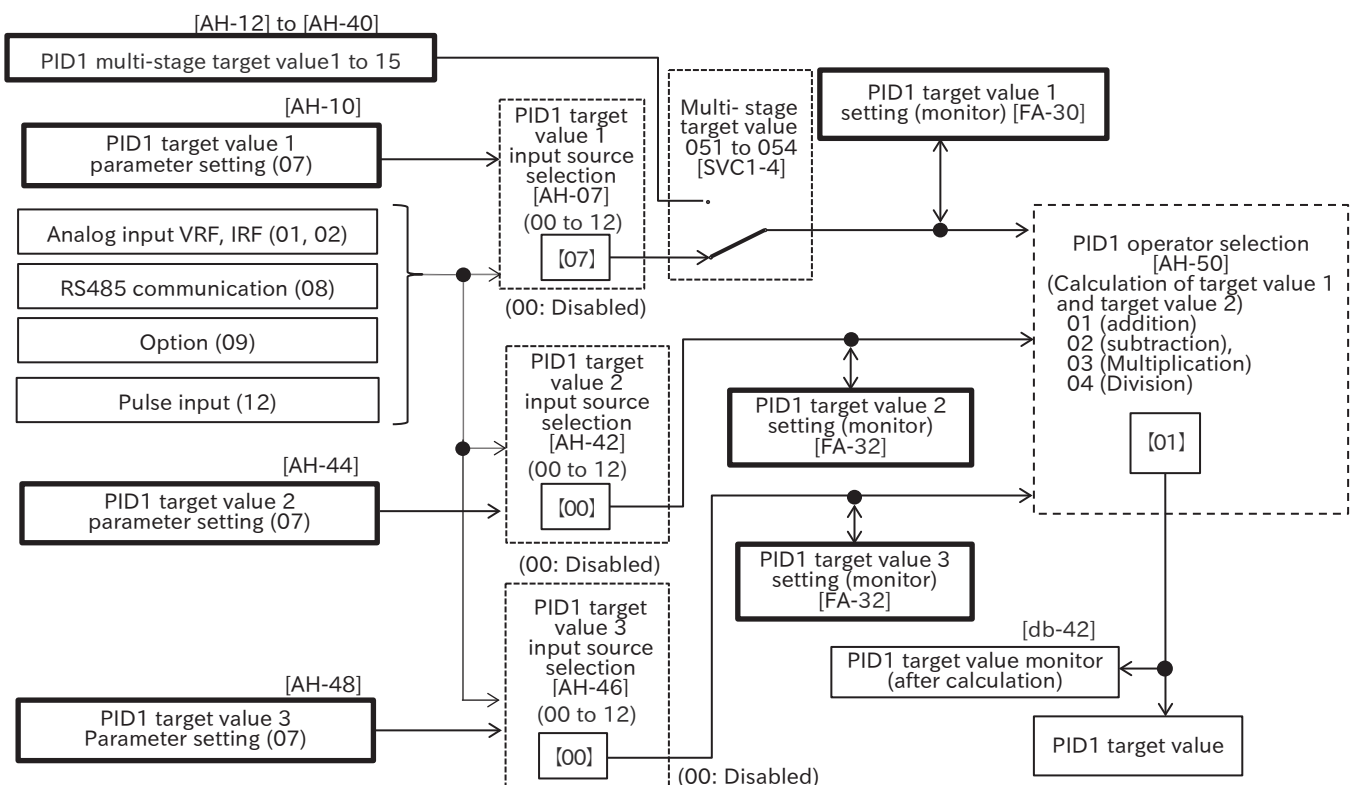 [AH-12] to [AH-40]
PID1 multi-stage target value1 to 15
[AH-10]
PID1 target value 1
parameter setting (07)
Analog input VRF, IRF (01, 02)
RS485 communication (08)
Option (09)
Pulse input (12)
[AH-44]
PID1 target value 2
parameter setting (07)
[AH-48]
PID1 target value 3
Parameter setting (07)
PID1 target
value 1
input source
selection
[AH-07]
(00 to 12)
【07】
(00: Disabled)
PID1 target
value 2
input source
selection
[AH-42]
(00 to 12)
【00】
(00: Disabled)
PID1 target
value 3
input source
selection
[AH-46]
(00 to 12)
【00】
(00: Disabled)
Multi- stage
target value
051 to 054
[SVC1-4]
PID1 target value 1
setting (monitor) [FA-30]
PID1 target value 2
setting (monitor)
[FA-32]
PID1 target value 3
setting (monitor)
[FA-32]
PID1 operator selection
[AH-50]
(Calculation of target value 1
and target value 2)
01 (addition)
02 (subtraction),
03 (Multiplication)
04 (Division)
【01】
[db-42]
PID1 target value monitor
(after calculation)
PID1 target value